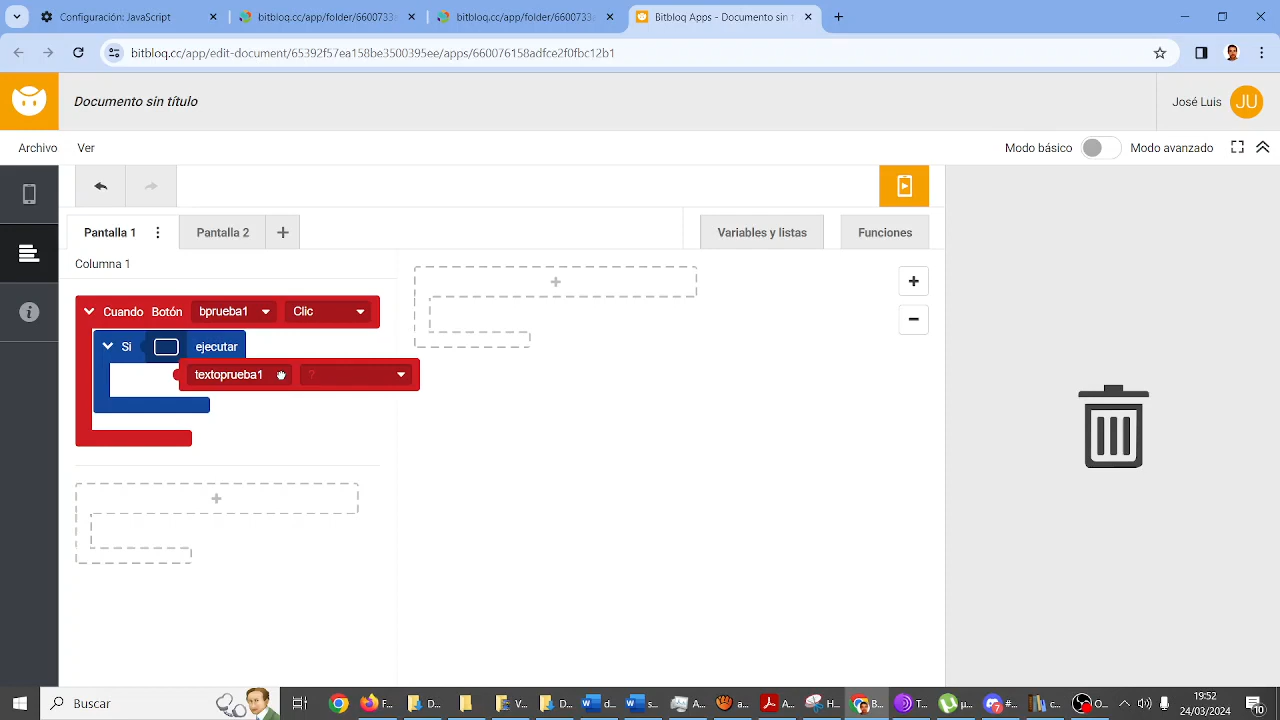 Configuración Javascript
bitbloq.cc/app/folder/660073
bitbloq.cc/app/folder/660073
Bitbloq Apps - Documento sin
bitbloq.cc/app/edit-document/65392f57ea158be3500395ee/apps/660076158adfce2f0fbc12b1
Documento sin título
José Luis
JU
Archivo
Ver
Modo básico
Modo avanzado
Pantalla 1
Pantalla 2
Variables y listas
Funciones
Columna 1
Cuando Botón bprueba1 Clic
Si ejecutar
textoprueba1 ?
Buscar
19:52
24/03/2024